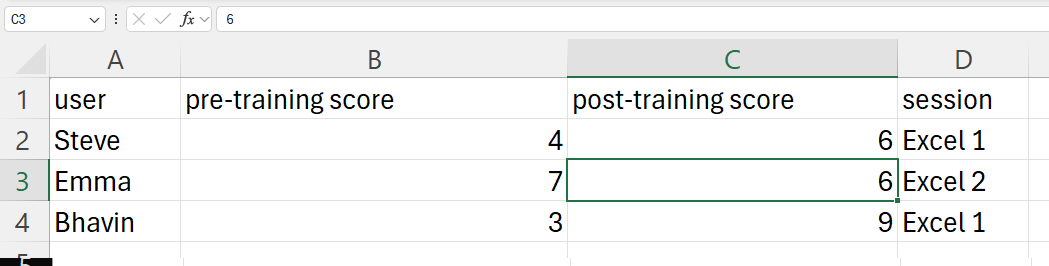 C3 fx 6
A B C D
1 user pre-training score post-training score session
2 Steve 4 6 Excel 1
3 Emma 7 6 Excel 2
4 Bhavin 3 9 Excel 1
5